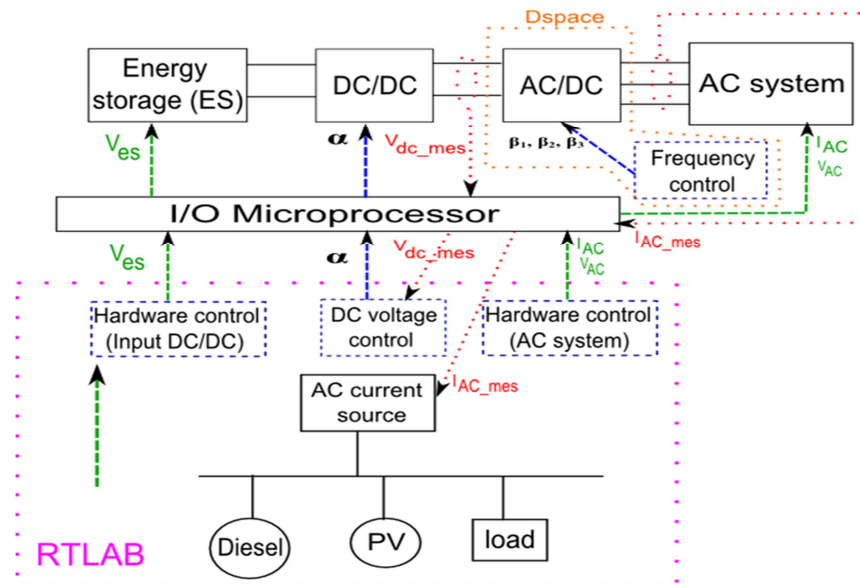 Dspace
Energy
storage (ES)
DC/DC
AC/DC
AC system
Ves
α
Vdc_mes
β1, β2, β3
Frequency
control
IAC
VAC
I/O Microprocessor
IAC_mes
Ves
α
Vdc_mes
IAC
VAC
Hardware control
(Input DC/DC)
DC voltage
control
Hardware control
(AC system)
IAC_mes
AC current
source
Diesel
PV
load
RTLAB